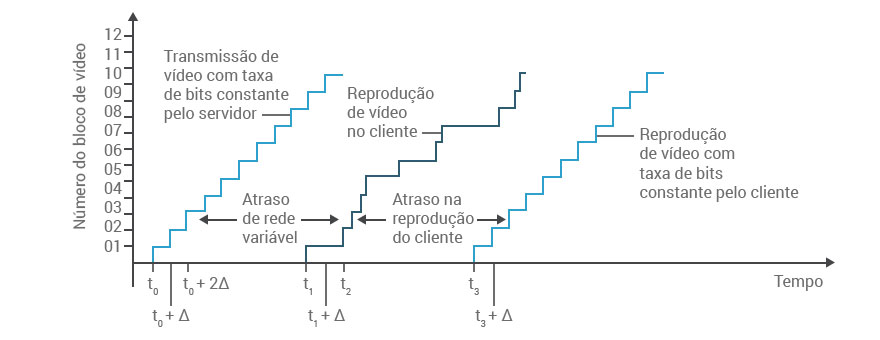 Número do bloco de vídeo
12
11
10
09
08
07
06
05
04
03
02
01
Transmissão de
vídeo com taxa
de bits constante
pelo servidor
Reprodução
de vídeo
no cliente
Reprodução
de vídeo com
taxa de bits
constante pelo cliente
Atraso
de rede
variável
Atraso na
reprodução
do cliente
t0
t0 + 2Δ
t1
t2
t3
Tempo
t0 + Δ
t1 + Δ
t3 + Δ